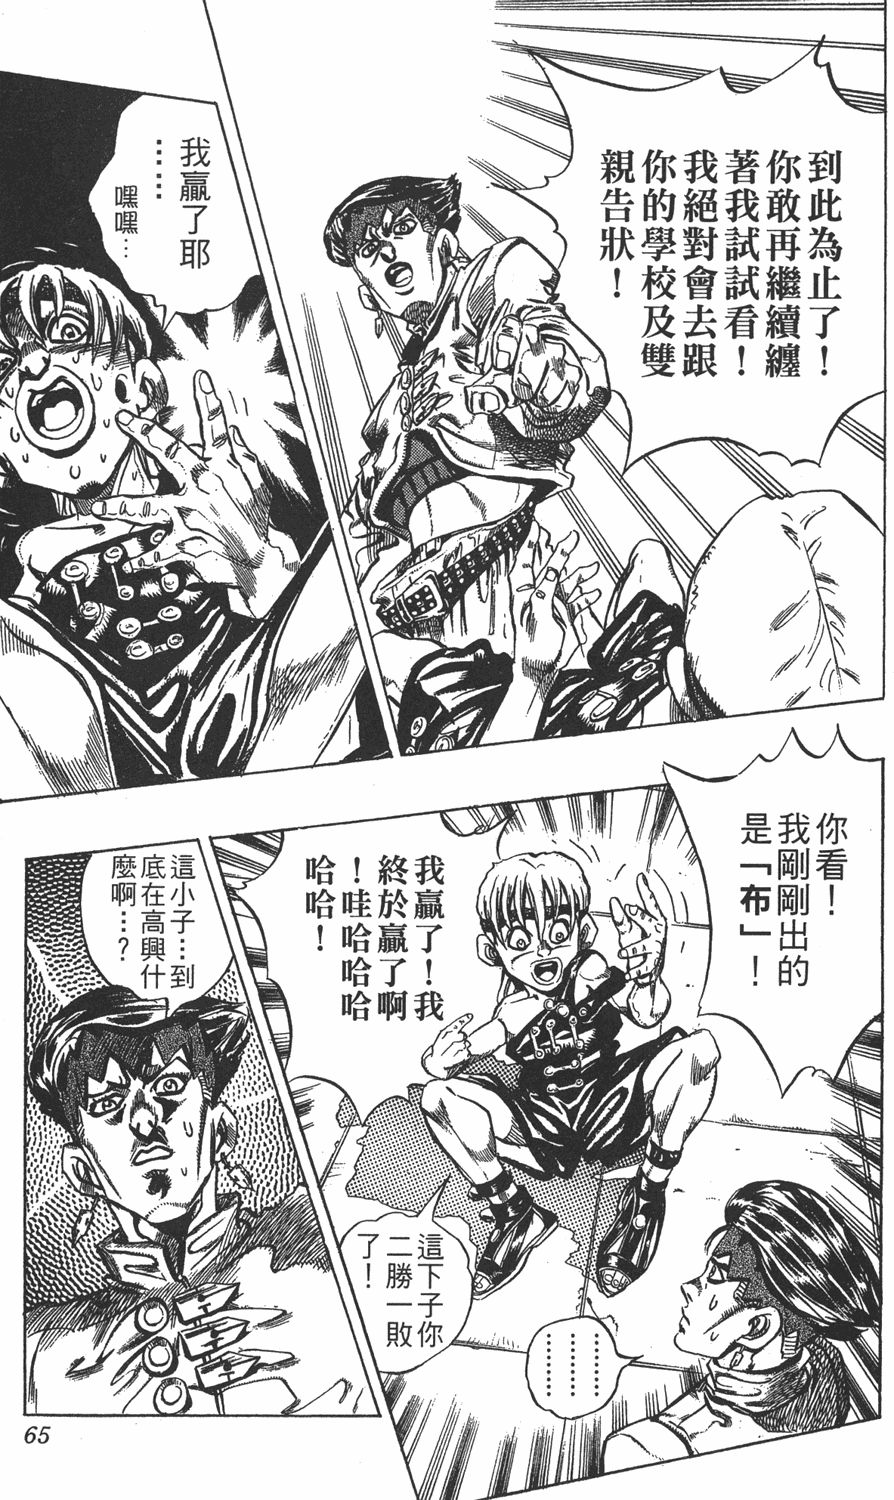 到此為止了！
你敢再繼續纏
著我試試看！
我絕對會去跟
你的學校及雙
親告狀！
我贏了耶
……
嘿嘿…
你看！
我剛剛出的
是「布」！
我贏了！我
終於贏了啊
！哇哈哈哈
哈哈！
這下子你
二勝一敗
了！
………
………
這小子…到
底在高興什
麼啊…？
65